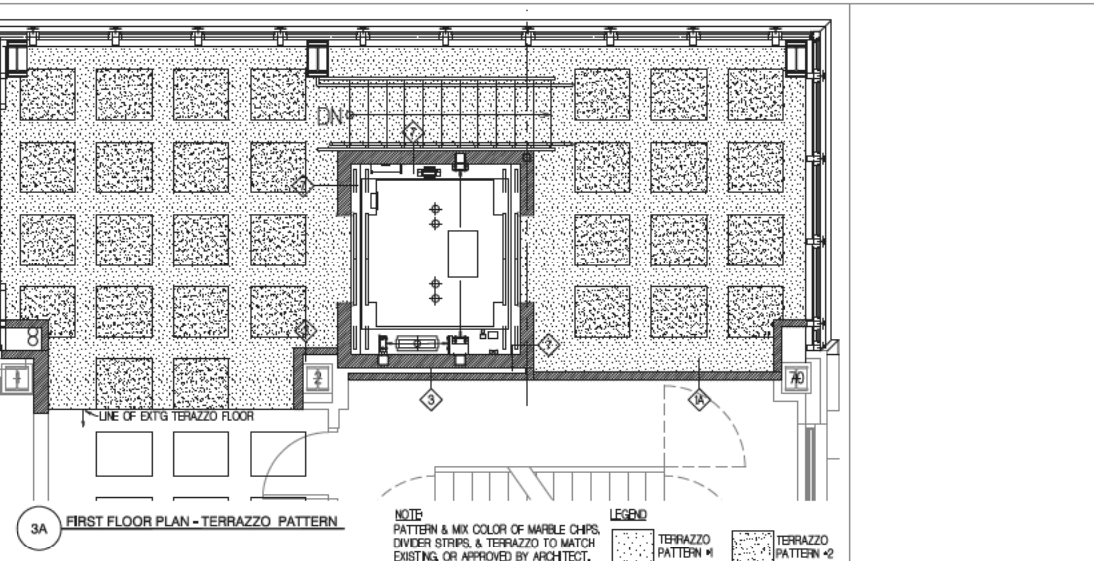 DN
7
2
LINE OF EXT'G TERAZZO FLOOR
3
1A
3A
FIRST FLOOR PLAN - TERRAZZO PATTERN
NOTE:
PATTERN & MIX COLOR OF MARBLE CHIPS,
DIVIDER STRIPS, & TERRAZZO TO MATCH
EXISTING, OR APPROVED BY ARCHITECT.
LEGEND
TERRAZZO
PATTERN #1
TERRAZZO
PATTERN #2